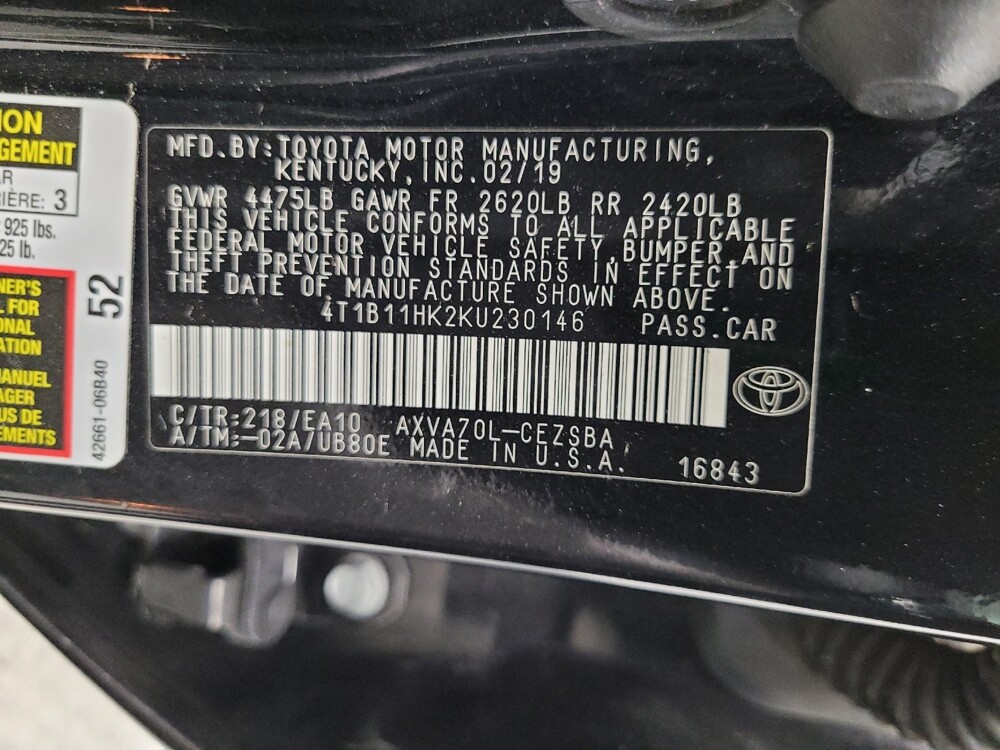 ION
GEMENT
AR
IÈRE: 3
925 lbs.
25 lb.
NER'S
L FOR
ONAL
ATION
MANUEL
AGER
US DE
EMENTS
52
42661-06B40
MFD.BY:TOYOTA MOTOR MANUFACTURING,
KENTUCKY,INC.02/19
GVWR 4475LB GAWR FR 2620LB RR 2420LB
THIS VEHICLE CONFORMS TO ALL APPLICABLE
FEDERAL MOTOR VEHICLE SAFETY,BUMPER,AND
THEFT PREVENTION STANDARDS IN EFFECT ON
THE DATE OF MANUFACTURE SHOWN ABOVE.
4T1B11HK2KU230146 PASS.CAR
C/TR:218/EA10 AXVA70L-CEZSBA
A/TM:-02A/UB80E MADE IN U.S.A. 16843